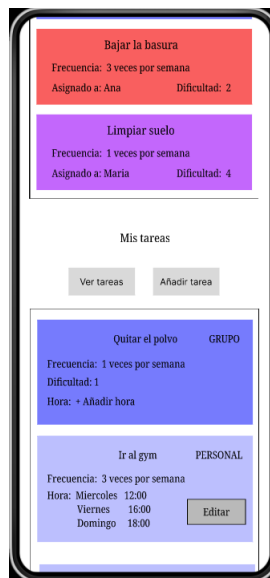 Bajar la basura
Frecuencia: 3 veces por semana
Asignado a: Ana Dificultad: 2
Limpiar suelo
Frecuencia: 1 veces por semana
Asignado a: Maria Dificultad: 4
Mis tareas
Ver tareas Añadir tarea
Quitar el polvo GRUPO
Frecuencia: 1 veces por semana
Dificultad: 1
Hora: + Añadir hora
Ir al gym PERSONAL
Frecuencia: 3 veces por semana
Hora: Miercoles 12:00
Viernes 16:00
Domingo 18:00
Editar